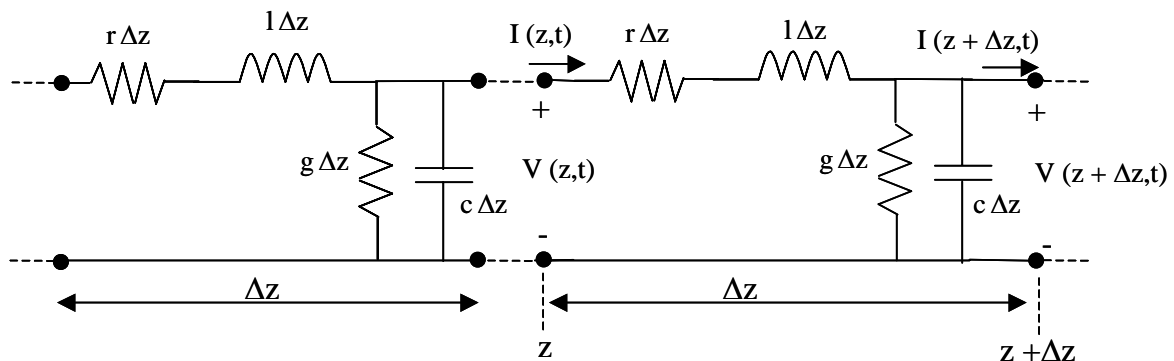 r Δz
l Δz
I (z,t)
r Δz
l Δz
I (z + Δz,t)
+
+
g Δz
V (z,t)
g Δz
V (z + Δz,t)
c Δz
c Δz
-
-
Δz
Δz
z
z +Δz